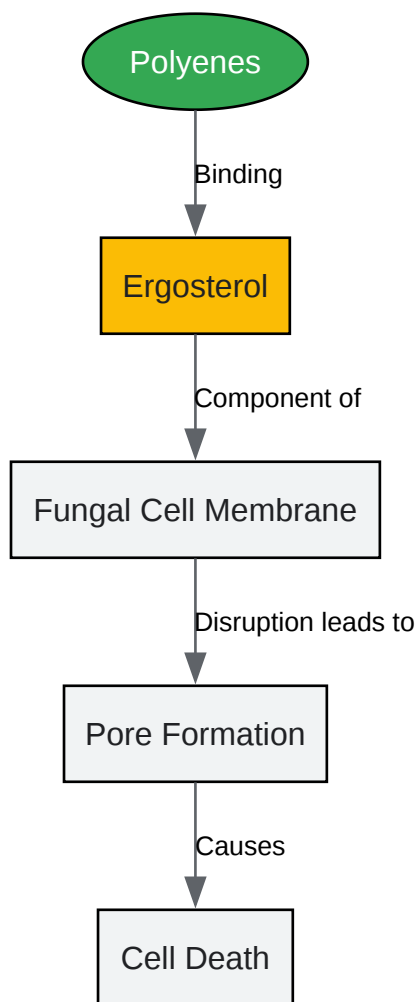 Polyenes
Binding
Ergosterol
Component of
Fungal Cell Membrane
Disruption leads to
Pore Formation
Causes
Cell Death